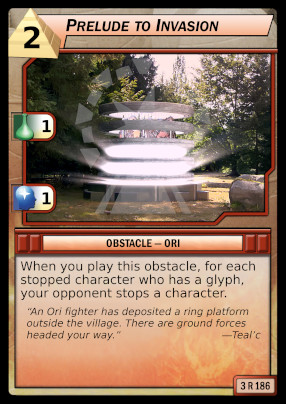 2
PRELUDE TO INVASION
1
1
OBSTACLE – ORI
When you play this obstacle, for each
stopped character who has a glyph,
your opponent stops a character.
“An Ori fighter has deposited a ring platform
outside the village. There are ground forces
headed your way.” —Teal’c
3 R 186